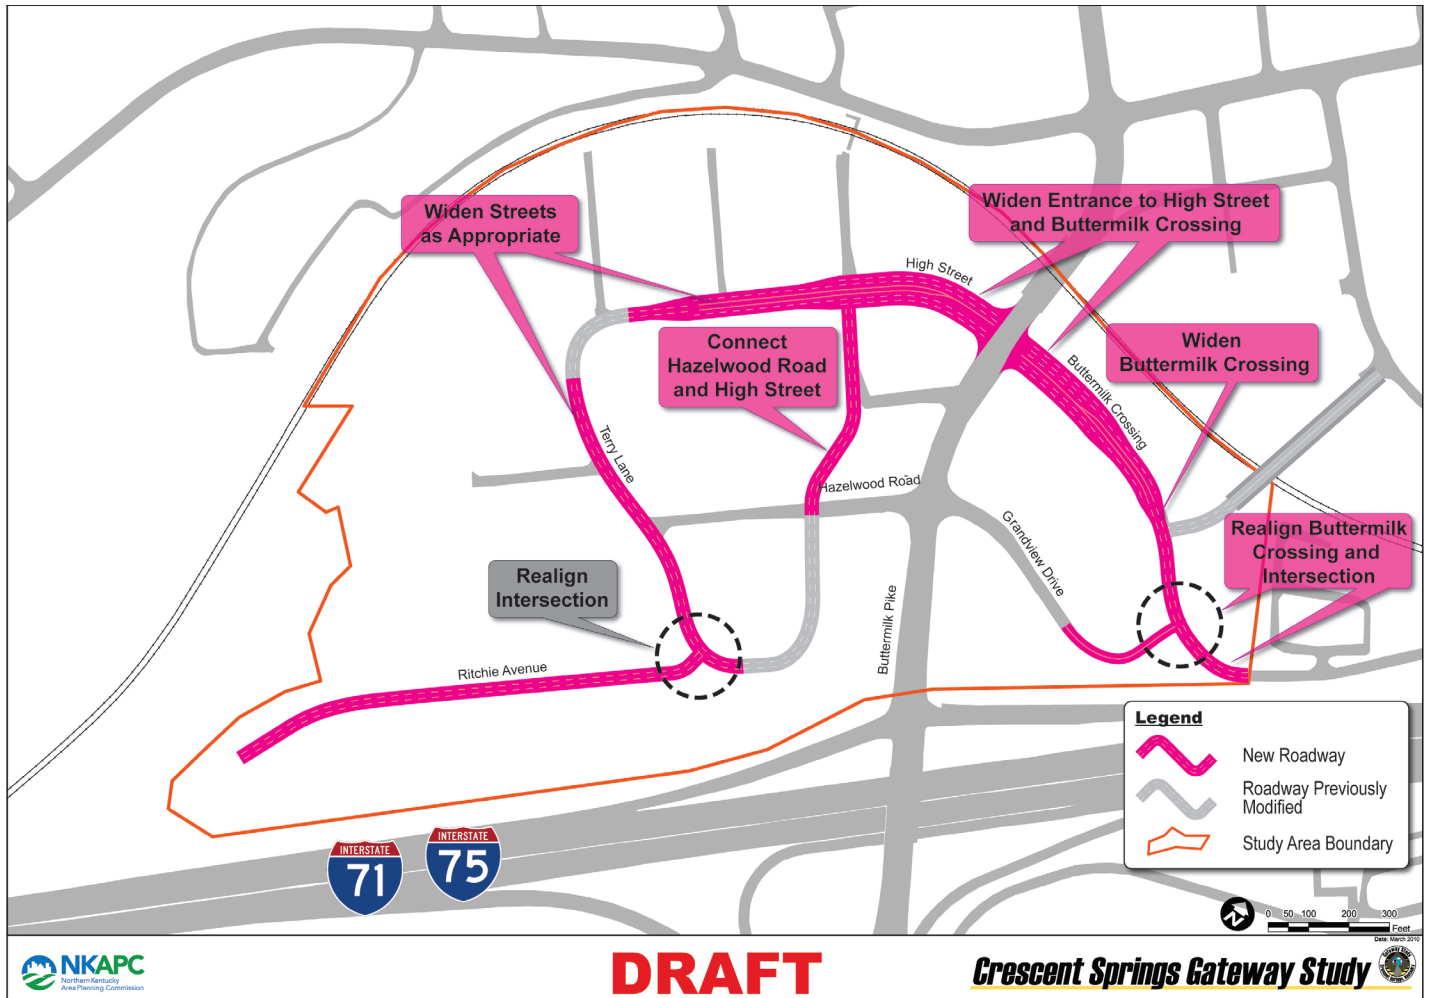 Widen Streets
as Appropriate
Widen Entrance to High Street
and Buttermilk Crossing
High Street
Connect
Hazelwood Road
and High Street
Widen
Buttermilk Crossing
Buttermilk Crossing
Terry Lane
Hazelwood Road
Grandview Drive
Realign Buttermilk
Crossing and
Intersection
Realign
Intersection
Buttermilk Pike
Ritchie Avenue
Legend
New Roadway
Roadway Previously
Modified
Study Area Boundary
INTERSTATE
71
INTERSTATE
75
N
0 50 100 200 300
Feet
Date: March 2010
NKAPC
Northern Kentucky
Area Planning Commission
DRAFT
Crescent Springs Gateway Study